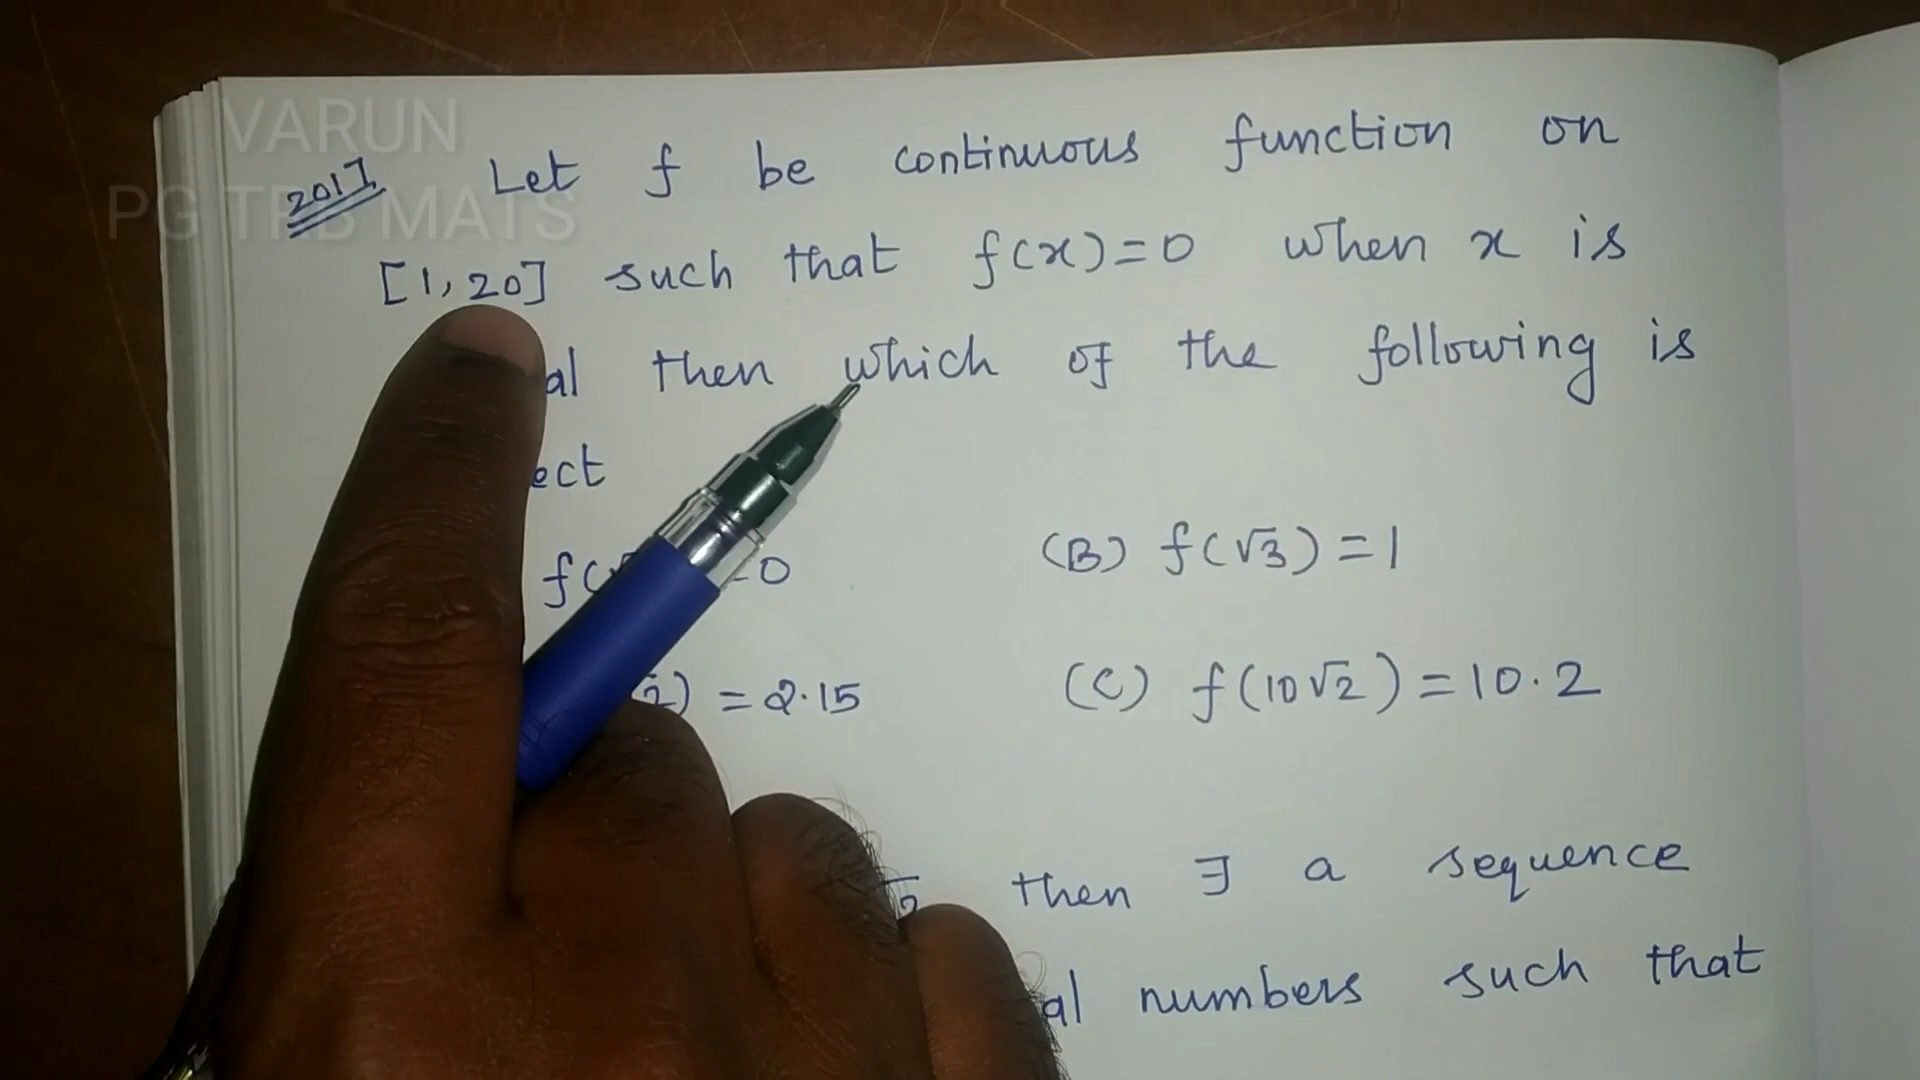 VARUN
PG TRB MATS
2017 Let f be continuous function on
[1,20] such that f(x)=0 when x is
al then which of the following is
ect
=0 (B) f(√3)=1
2) = 2.15 (C) f(10√2)=10.2
then ∃ a sequence
al numbers such that